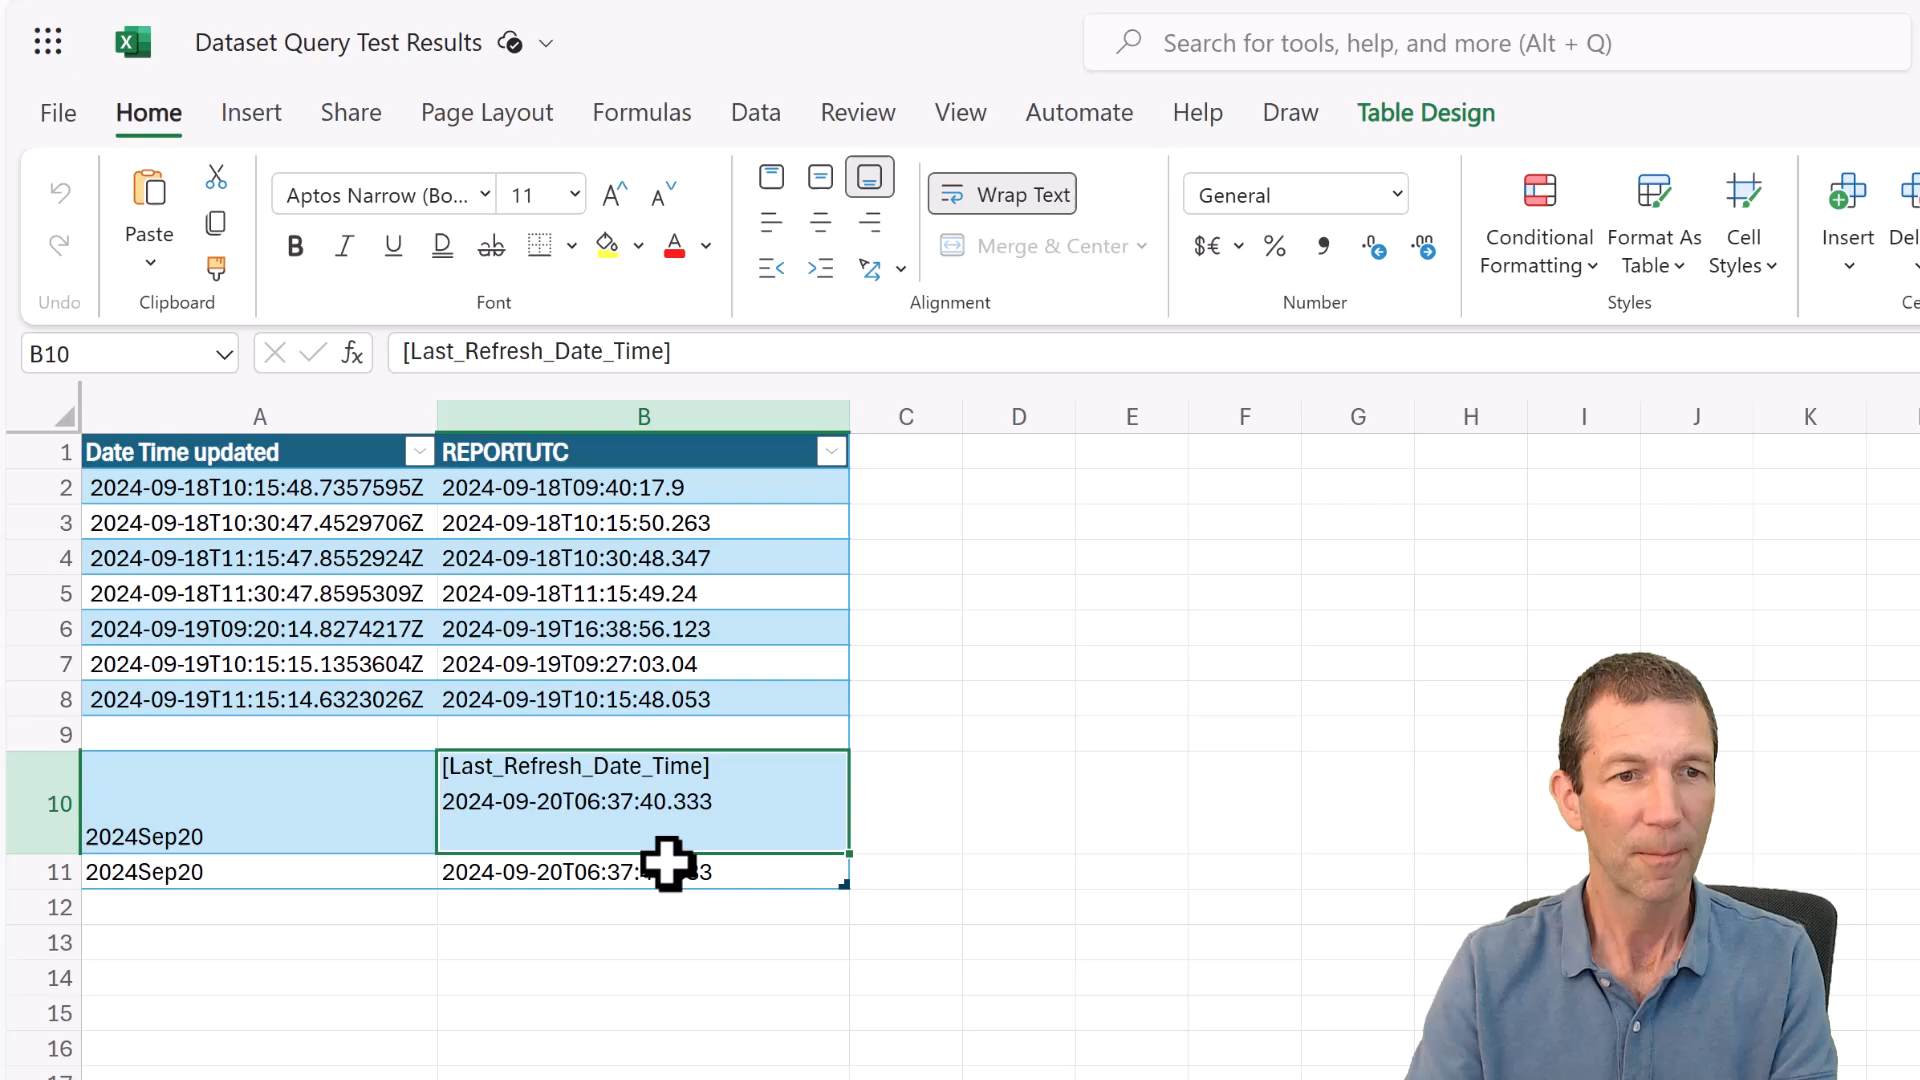 Dataset Query Test Results
Search for tools, help, and more (Alt + Q)
File Home Insert Share Page Layout Formulas Data Review View Automate Help Draw Table Design
Undo
Paste
Clipboard
Aptos Narrow (Bo... 11
Font
Wrap Text
Merge & Center
Alignment
General
$€ % 9
Number
Conditional Formatting
Format As Table
Cell Styles
Styles
Insert
B10 fx [Last_Refresh_Date_Time]
A B C D E F G H I J K
1 Date Time updated REPORTUTC
2 2024-09-18T10:15:48.7357595Z 2024-09-18T09:40:17.9
3 2024-09-18T10:30:47.4529706Z 2024-09-18T10:15:50.263
4 2024-09-18T11:15:47.8552924Z 2024-09-18T10:30:48.347
5 2024-09-18T11:30:47.8595309Z 2024-09-18T11:15:49.24
6 2024-09-19T09:20:14.8274217Z 2024-09-19T16:38:56.123
7 2024-09-19T10:15:15.1353604Z 2024-09-19T09:27:03.04
8 2024-09-19T11:15:14.6323026Z 2024-09-19T10:15:48.053
9
[Last_Refresh_Date_Time]
2024-09-20T06:37:40.333
10 2024Sep20
11 2024Sep20 2024-09-20T06:37:
12
13
14
15
16